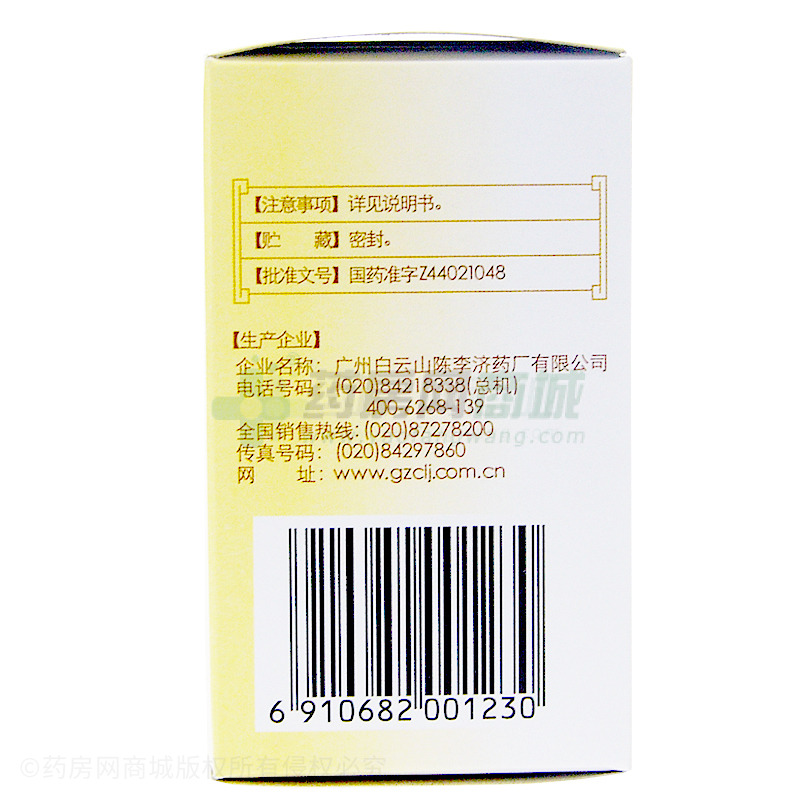 【注意事项】详见说明书。
【贮 藏】密封。
【批准文号】国药准字Z44021048
【生产企业】
企业名称：广州白云山陈李济药厂有限公司
电话号码：(020)84218338(总机)
400-6268-139
全国销售热线：(020)87278200
传真号码：(020)84297860
网 址：www.gzclj.com.cn
6 910682 001230
药房网商城
©药房网商城版权所有侵权必究